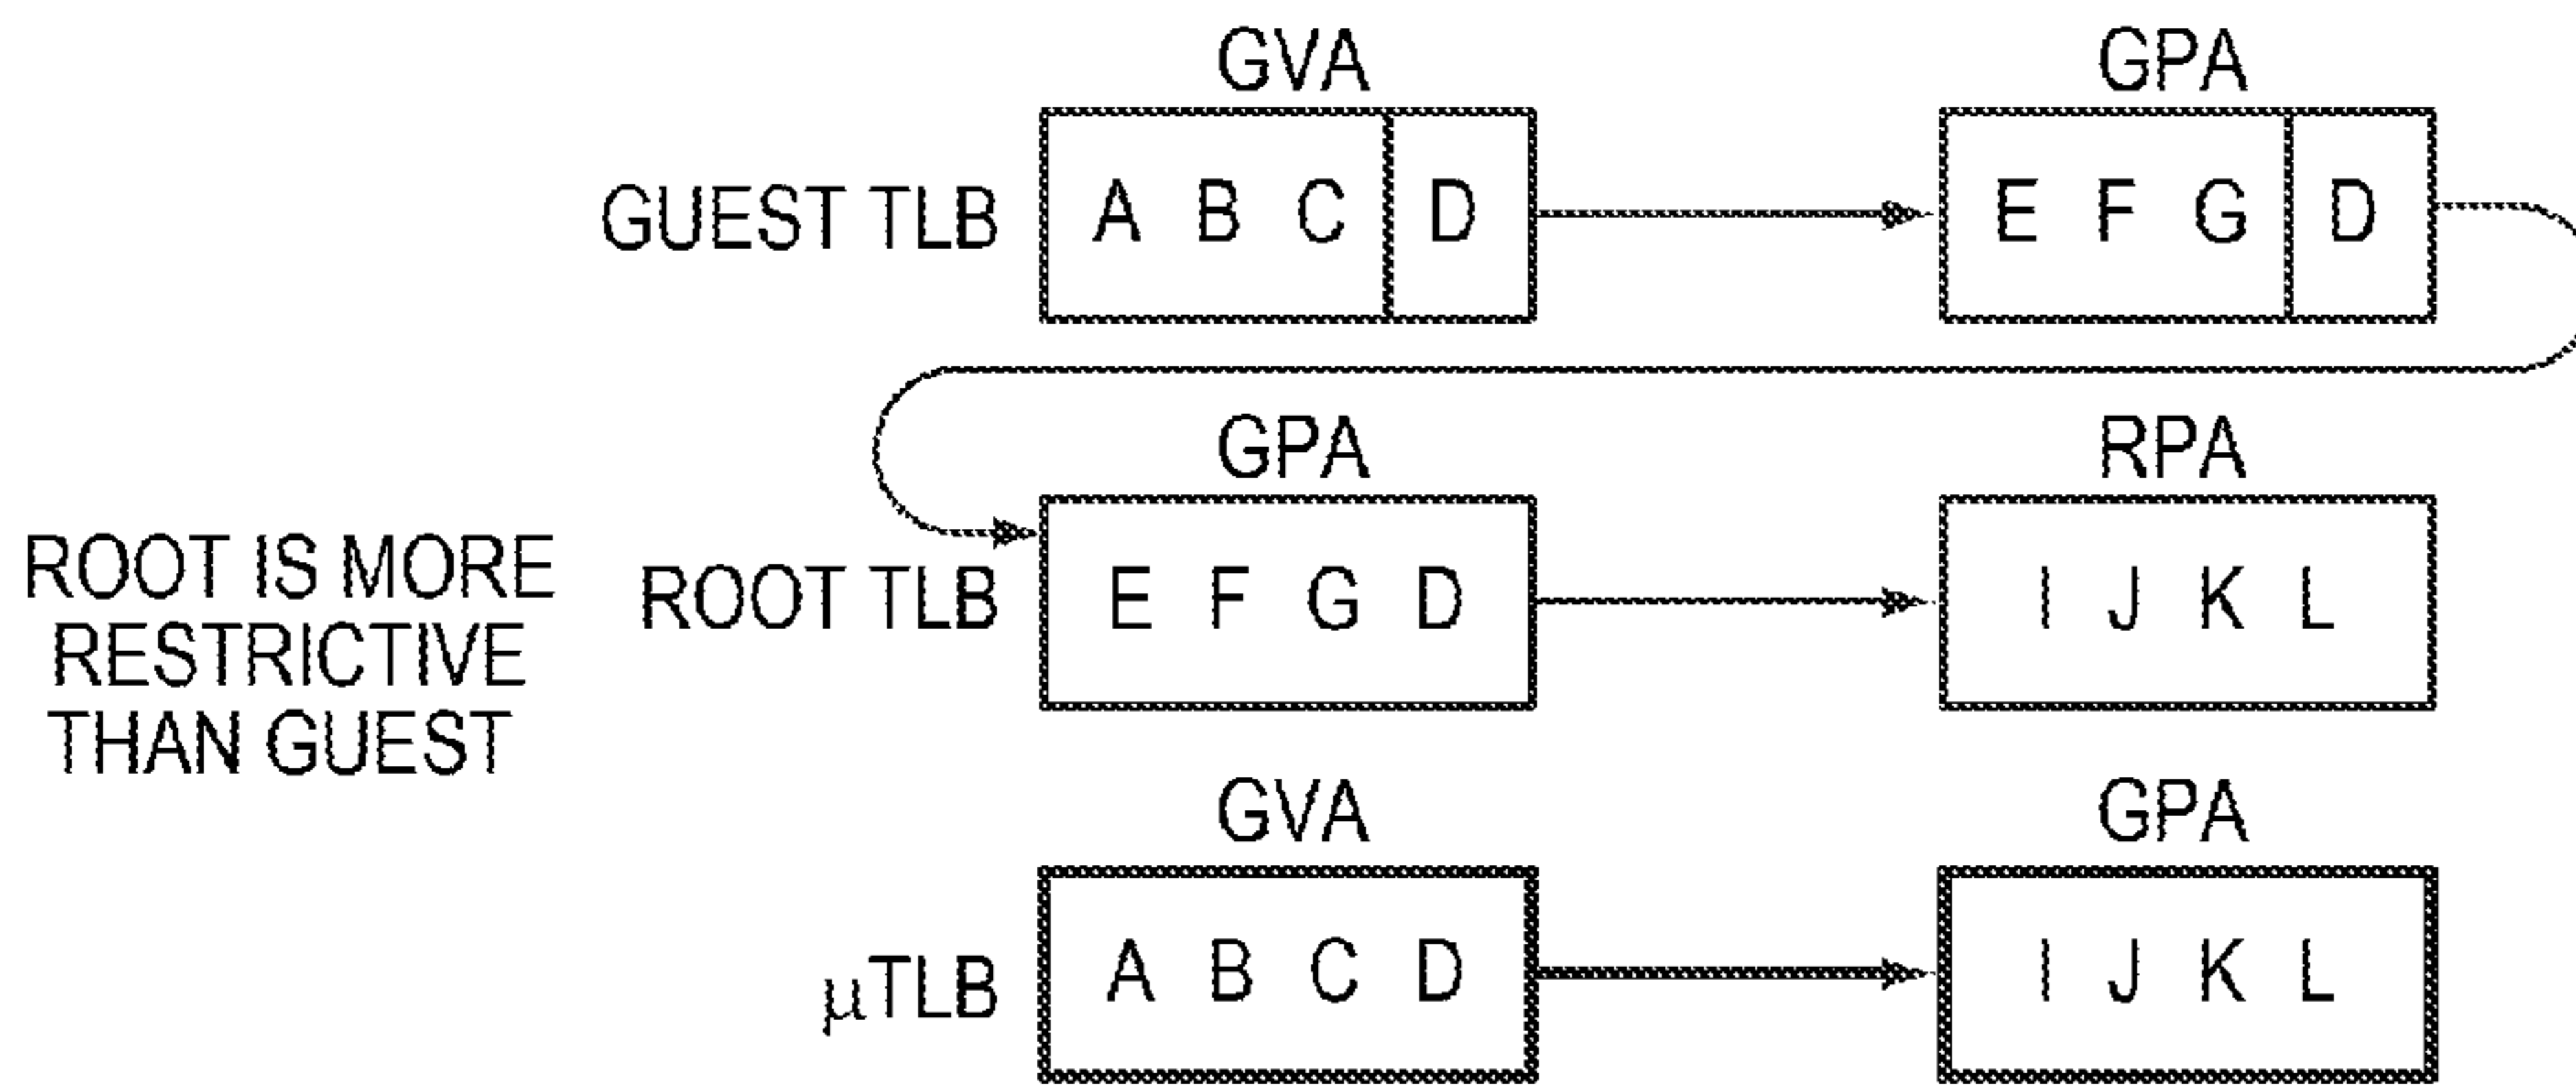 GVA GPA
GUEST TLB A B C D E F G D
GPA RPA
ROOT IS MORE
RESTRICTIVE
THAN GUEST
ROOT TLB E F G D I J K L
GVA GPA
µTLB A B C D I J K L